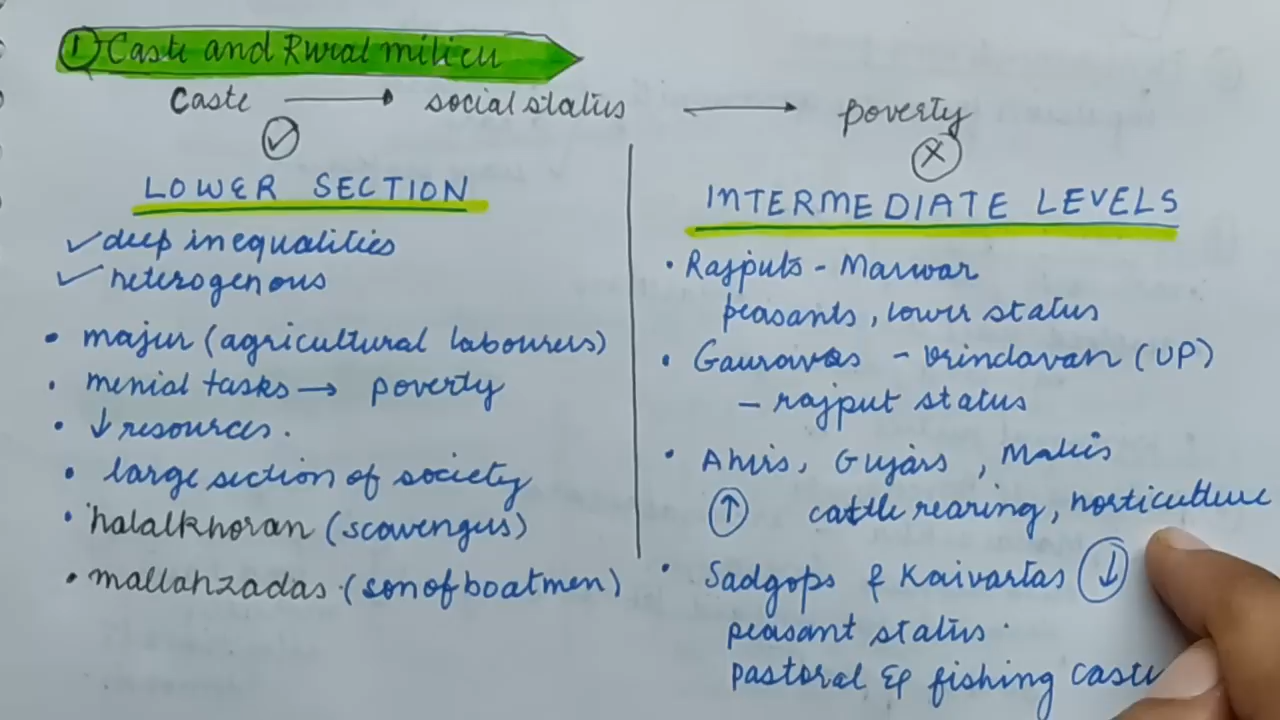 ① Caste and Rural milieu
Caste → social status → poverty
LOWER SECTION
✓ deep inequalities
✓ heterogenous
• majur (agricultural labourers)
• menial tasks → poverty
• ↓ resources.
• large section of society
• halalkhoran (scavengers)
• mallahzadas (son of boatmen)
INTERMEDIATE LEVELS
• Rajputs - Marwar
peasants, lower status
• Gauravas - vrindavan (UP)
- rajput status
• Ahirs, Gujars, Malis
↑ cattle rearing, horticulture
• Sadgops & Kaivartas ↓
peasant status.
pastoral & fishing caste